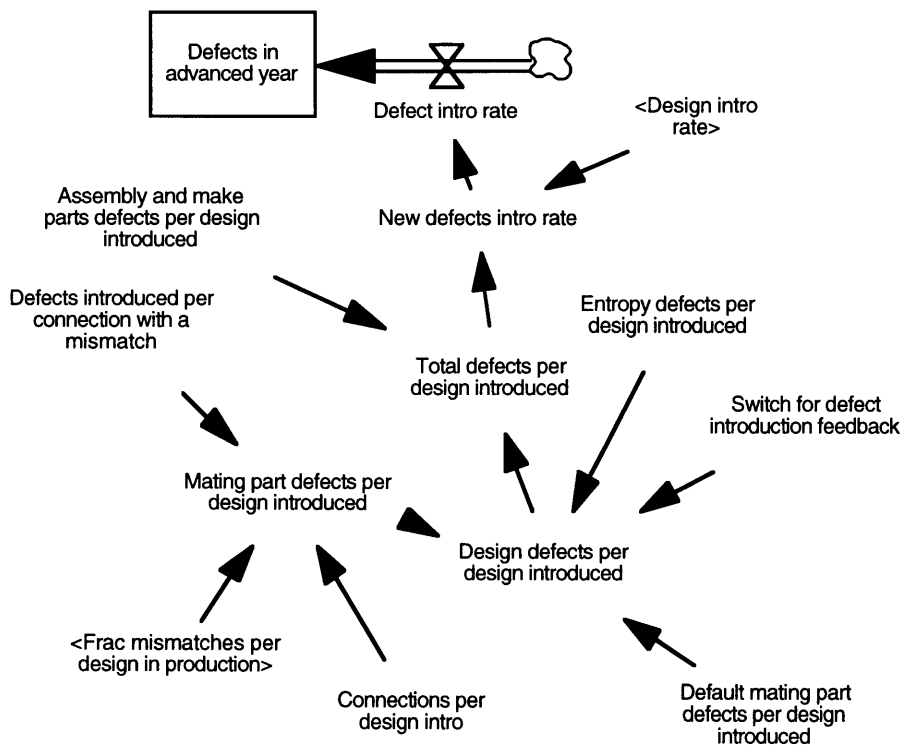 Defects in
advanced year
Defect intro rate
<Design intro
rate>
Assembly and make
parts defects per design
introduced
New defects intro rate
Defects introduced per
connection with a
mismatch
Entropy defects per
design introduced
Total defects per
design introduced
Switch for defect
introduction feedback
Mating part defects per
design introduced
Design defects per
design introduced
<Frac mismatches per
design in production>
Connections per
design intro
Default mating part
defects per design
introduced